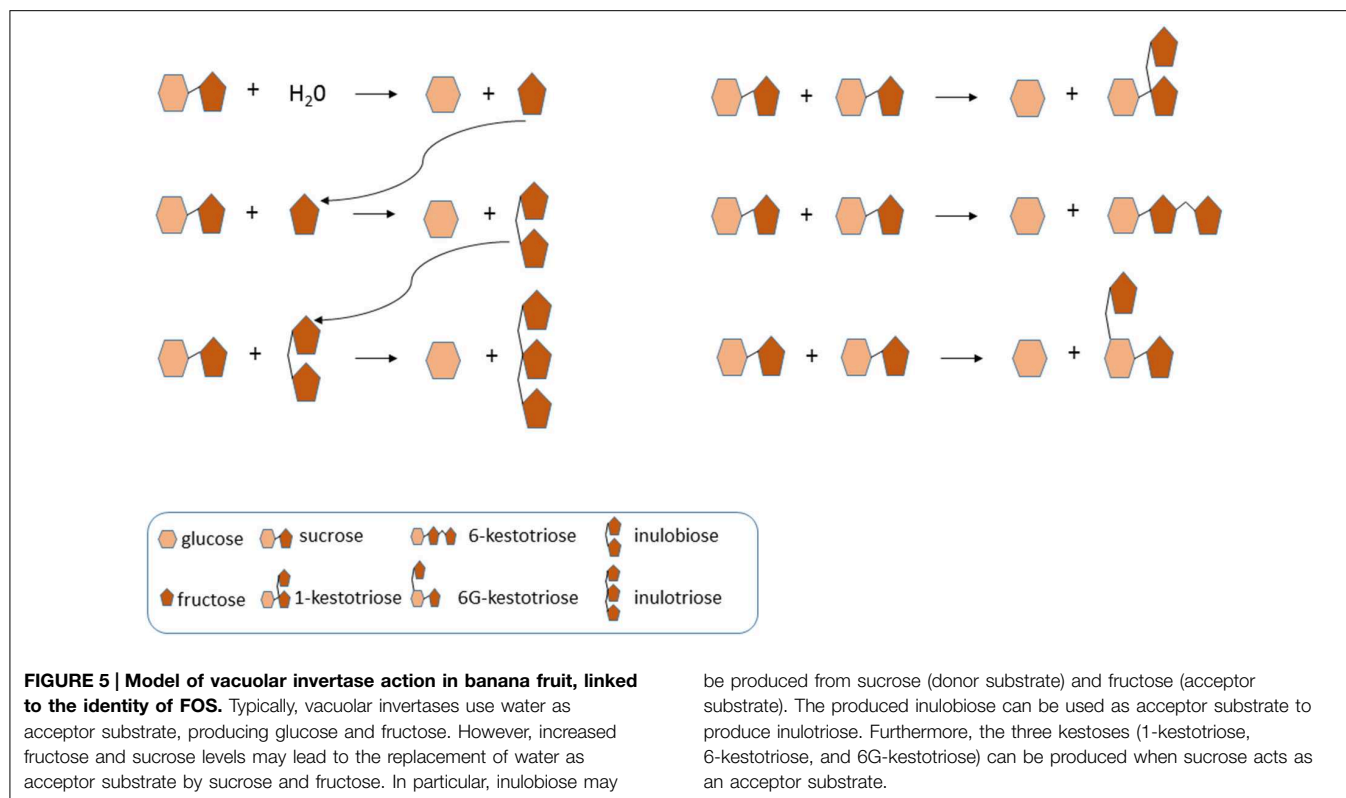 + H₂0 +
+ +
+ +
+ +
+ +
+ +
glucose sucrose 6-kestotriose inulobiose
fructose 1-kestotriose 6G-kestotriose inulotriose
FIGURE 5 | Model of vacuolar invertase action in banana fruit, linked
to the identity of FOS. Typically, vacuolar invertases use water as
acceptor substrate, producing glucose and fructose. However, increased
fructose and sucrose levels may lead to the replacement of water as
acceptor substrate by sucrose and fructose. In particular, inulobiose may
be produced from sucrose (donor substrate) and fructose (acceptor
substrate). The produced inulobiose can be used as acceptor substrate to
produce inulotriose. Furthermore, the three kestoses (1-kestotriose,
6-kestotriose, and 6G-kestotriose) can be produced when sucrose acts as
an acceptor substrate.